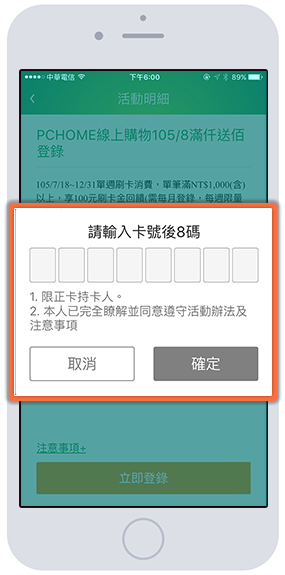 中華電信 下午6:00 89%
活動明細
PCHOME線上購物105/8滿仟送佰
登錄
105/7/18~12/31單週刷卡消費，單筆滿NT$1,000(含)
以上，享100元刷卡金回饋(需每月登錄，每週限量
請輸入卡號後8碼
1. 限正卡持卡人。
2. 本人已完全瞭解並同意遵守活動辦法及
注意事項
取消 確定
注意事項+
立即登錄